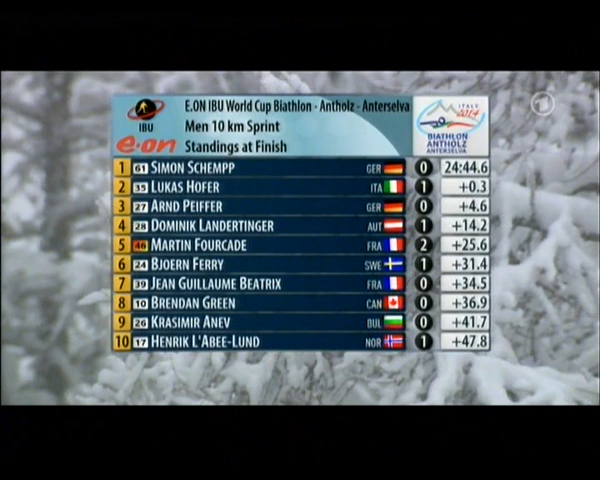 E.ON IBU World Cup Biathlon - Antholz - Anterselva
IBU
Men 10 km Sprint
e·on
Standings at Finish
ITALY
2014
BIATHLON
ANTHOLZ
ANTERSELVA
1
1 61 SIMON SCHEMPP GER 0 24:44.6
2 35 LUKAS HOFER ITA 1 +0.3
3 27 ARND PEIFFER GER 0 +4.6
4 28 DOMINIK LANDERTINGER AUT 1 +14.2
5 46 MARTIN FOURCADE FRA 2 +25.6
6 24 BJOERN FERRY SWE 1 +31.4
7 39 JEAN GUILLAUME BEATRIX FRA 0 +34.5
8 10 BRENDAN GREEN CAN 0 +36.9
9 26 KRASIMIR ANEV BUL 0 +41.7
10 17 HENRIK L'ABEE-LUND NOR 1 +47.8